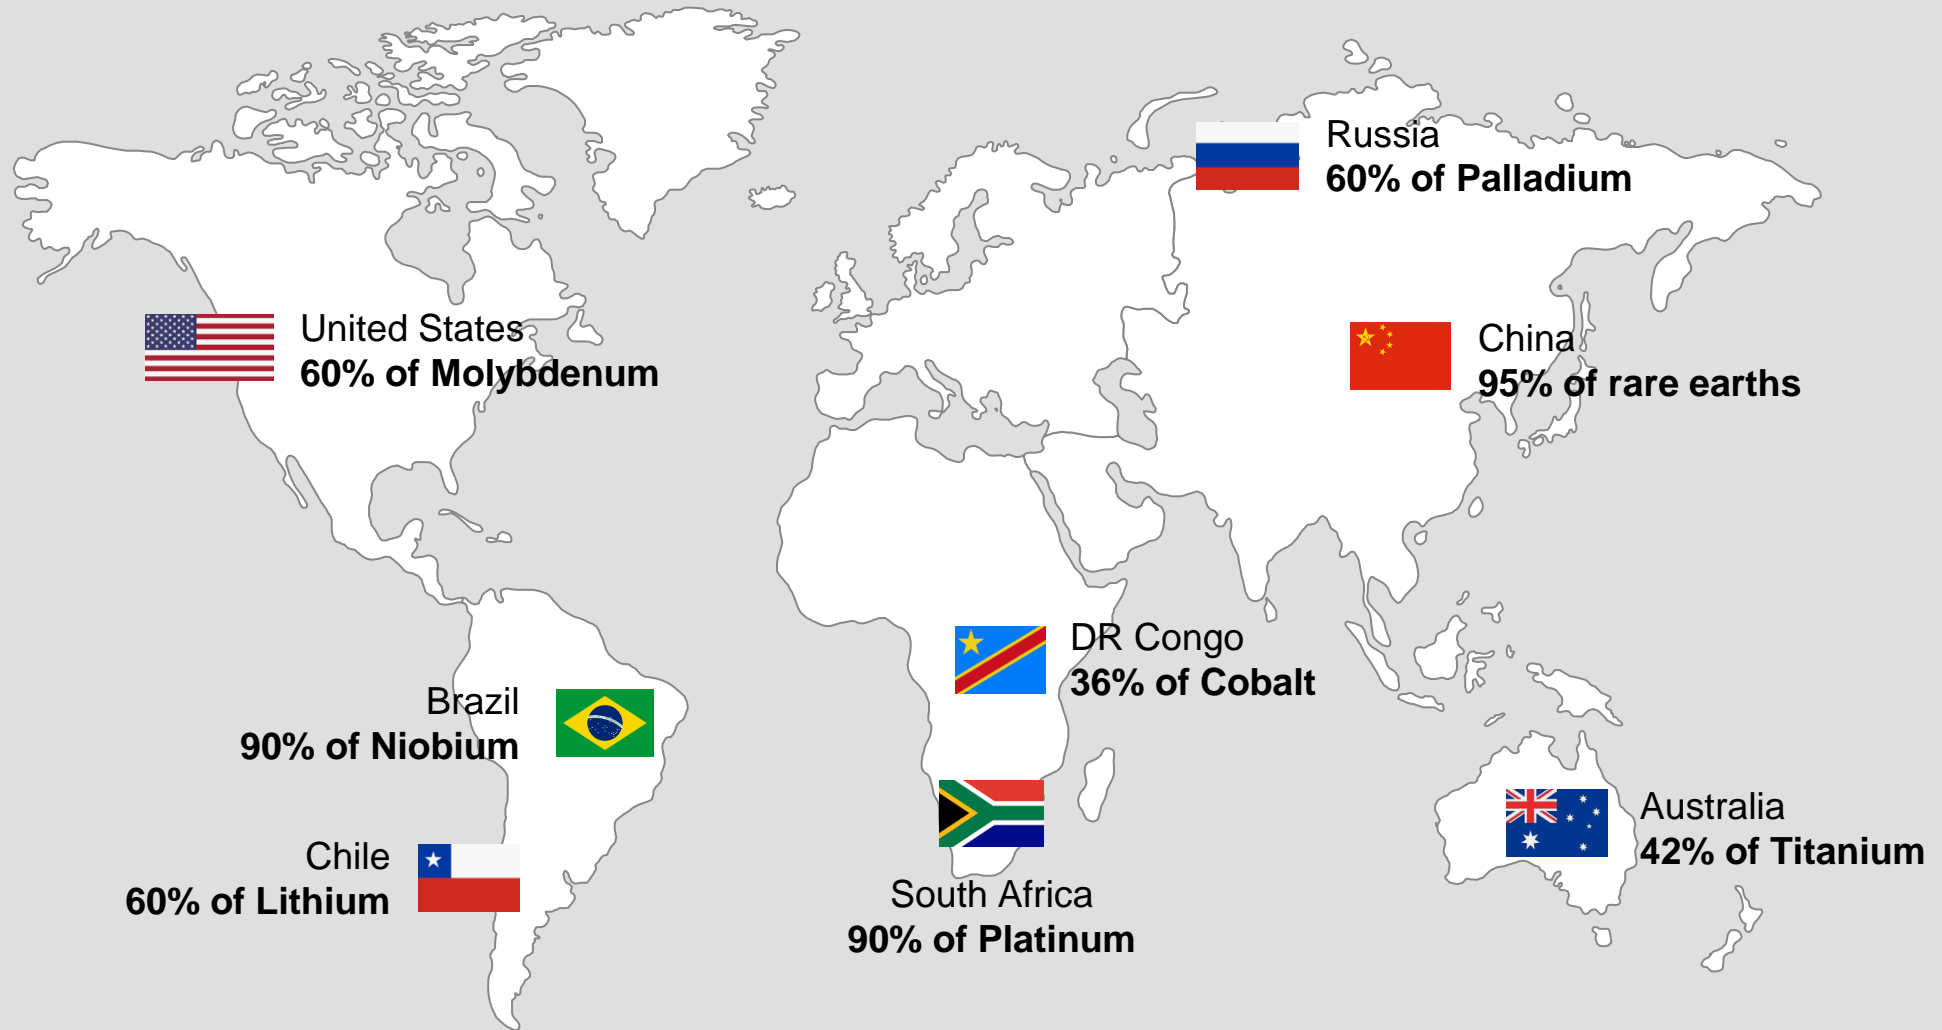 Russia
60% of Palladium
United States
60% of Molybdenum
China
95% of rare earths
DR Congo
36% of Cobalt
Brazil
90% of Niobium
Australia
42% of Titanium
Chile
60% of Lithium
South Africa
90% of Platinum